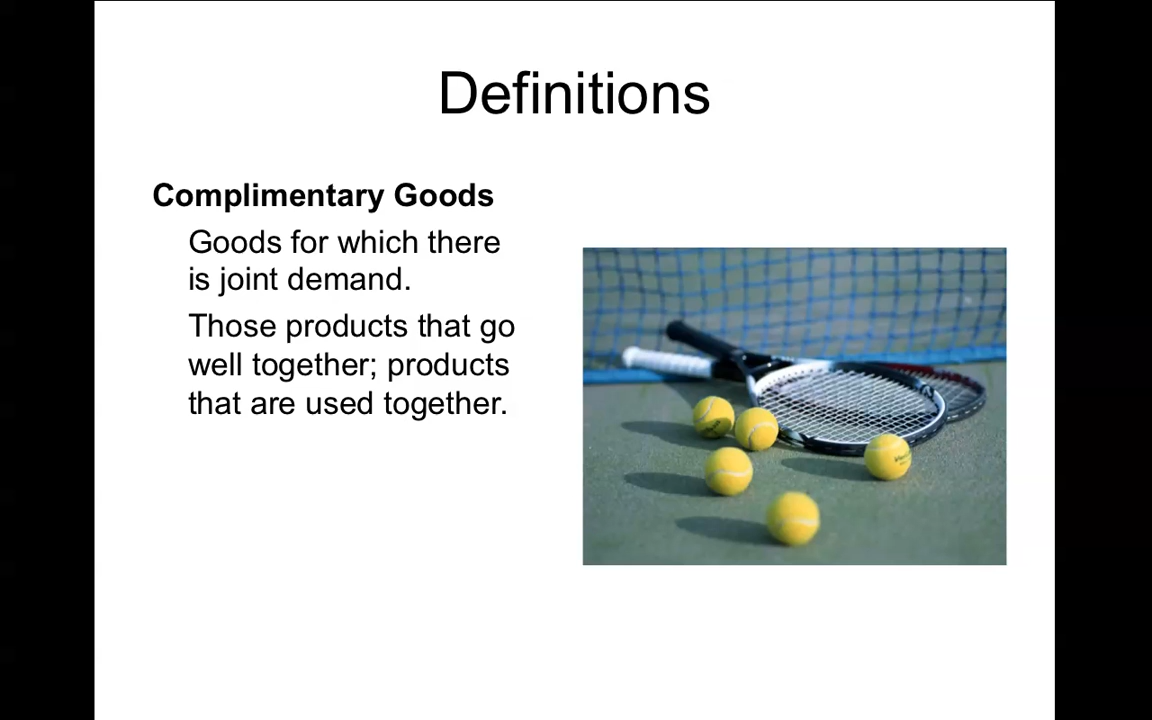 Definitions
Complimentary Goods
Goods for which there
is joint demand.
Those products that go
well together; products
that are used together.